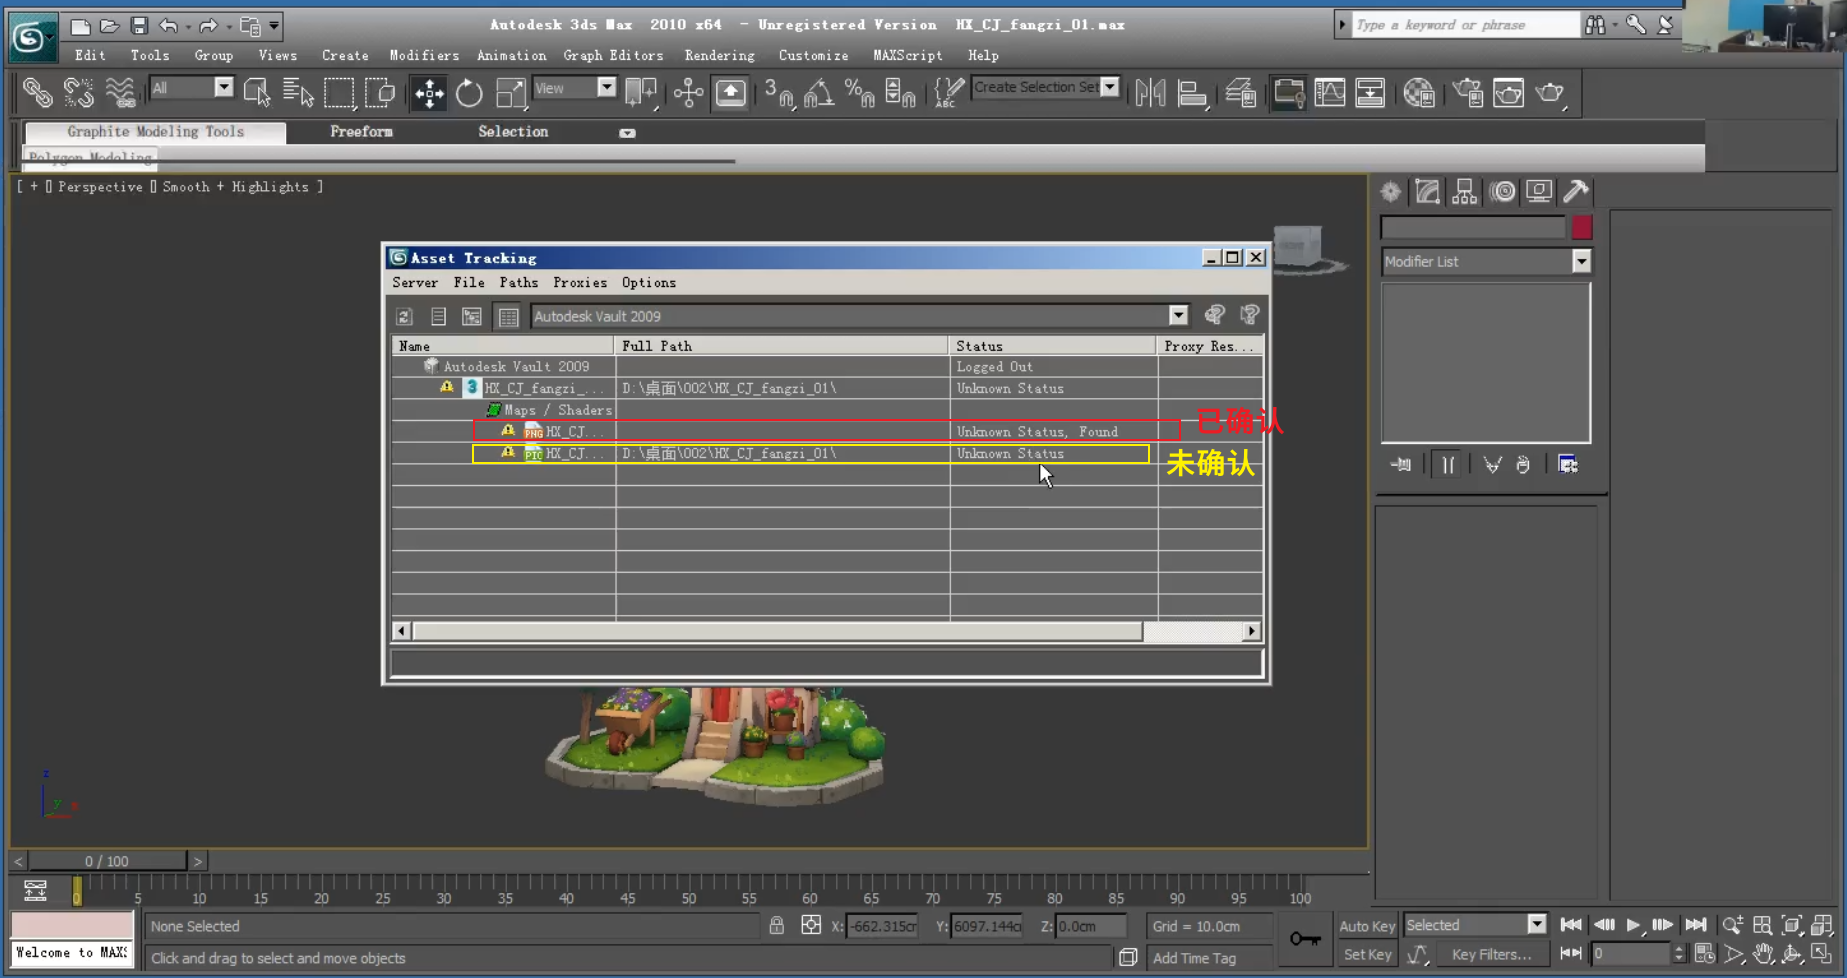 Autodesk 3ds Max 2010 x64 - Unregistered Version HX_CJ_fangzi_01.max
Type a keyword or phrase
Edit Tools Group Views Create Modifiers Animation Graph Editors Rendering Customize MAXScript Help
All
View
3
%
ABC
Create Selection Set
Graphite Modeling Tools Freeform Selection
Polygon Modeling
[ + [] Perspective [] Smooth + Highlights ]
Asset Tracking
Server File Paths Proxies Options
Autodesk Vault 2009
Name Full Path Status Proxy Res...
Autodesk Vault 2009 Logged Out
HX_CJ_fangzi_... D:\桌面\002\HX_CJ_fangzi_01\ Unknown Status
Maps / Shaders
PNG HX_CJ... Unknown Status, Found 已确认
PIC HX_CJ... D:\桌面\002\HX_CJ_fangzi_01\ Unknown Status 未确认
Modifier List
z
y
x
< 0 / 100 >
0 5 10 15 20 25 30 35 40 45 50 55 60 65 70 75 80 85 90 95 100
None Selected X: -662.315cm Y: 6097.144cm Z: 0.0cm Grid = 10.0cm Auto Key Selected
Welcome to MAXS Click and drag to select and move objects Add Time Tag Set Key Key Filters... 0